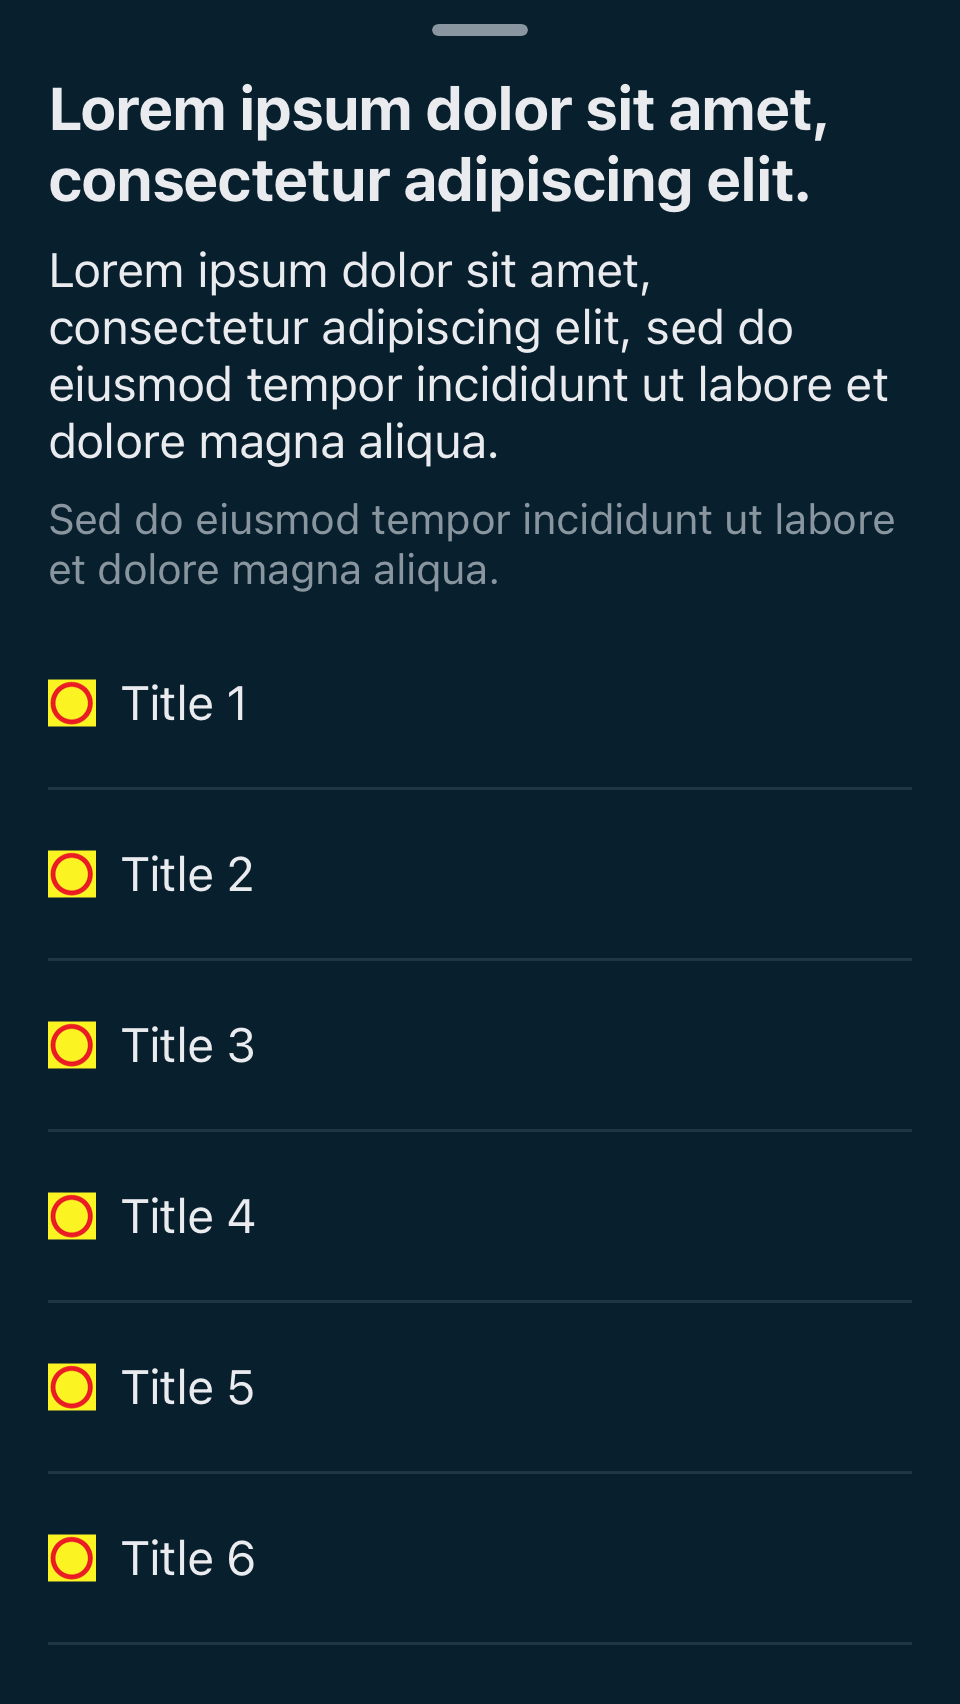 Lorem ipsum dolor sit amet,
consectetur adipiscing elit.
Lorem ipsum dolor sit amet,
consectetur adipiscing elit, sed do
eiusmod tempor incididunt ut labore et
dolore magna aliqua.
Sed do eiusmod tempor incididunt ut labore
et dolore magna aliqua.
Title 1
Title 2
Title 3
Title 4
Title 5
Title 6